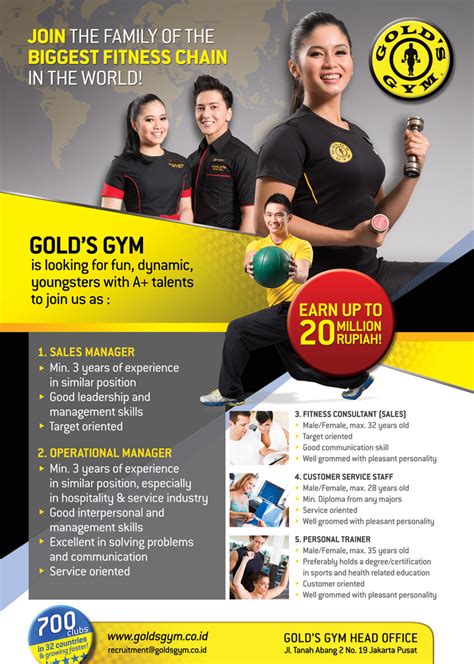 JOIN THE FAMILY OF THE
BIGGEST FITNESS CHAIN
IN THE WORLD!
GOLD'S
GYM
GOLD'S GYM
is looking for fun, dynamic,
youngsters with A+ talents
to join us as :
EARN UP TO
20 MILLION
RUPIAH!
1. SALES MANAGER
Min. 3 years of experience
in similar position
Good leadership and
management skills
Target oriented
2. OPERATIONAL MANAGER
Min. 3 years of experience
in similar position, especially
in hospitality & service industry
Good interpersonal and
management skills
Excellent in solving problems
and communication
Service oriented
3. FITNESS CONSULTANT (SALES)
Male/Female, max. 32 years old
Target oriented
Good communication skill
Well grommed with pleasant personality
4. CUSTOMER SERVICE STAFF
Male/Female, max. 28 years old
Min. Diploma from any majors
Service oriented
Well grommed with pleasant personality
5. PERSONAL TRAINER
Male/Female, max. 35 years old
Preferably holds a degree/certification
in sports and health related education
Customer oriented
Well grommed with pleasant personality
700
clubs
in 32 countries
& growing faster!
www.goldsgym.co.id
recruitment@goldsgym.co.id
GOLD'S GYM HEAD OFFICE
Jl. Tanah Abang 2 No. 19 Jakarta Pusat